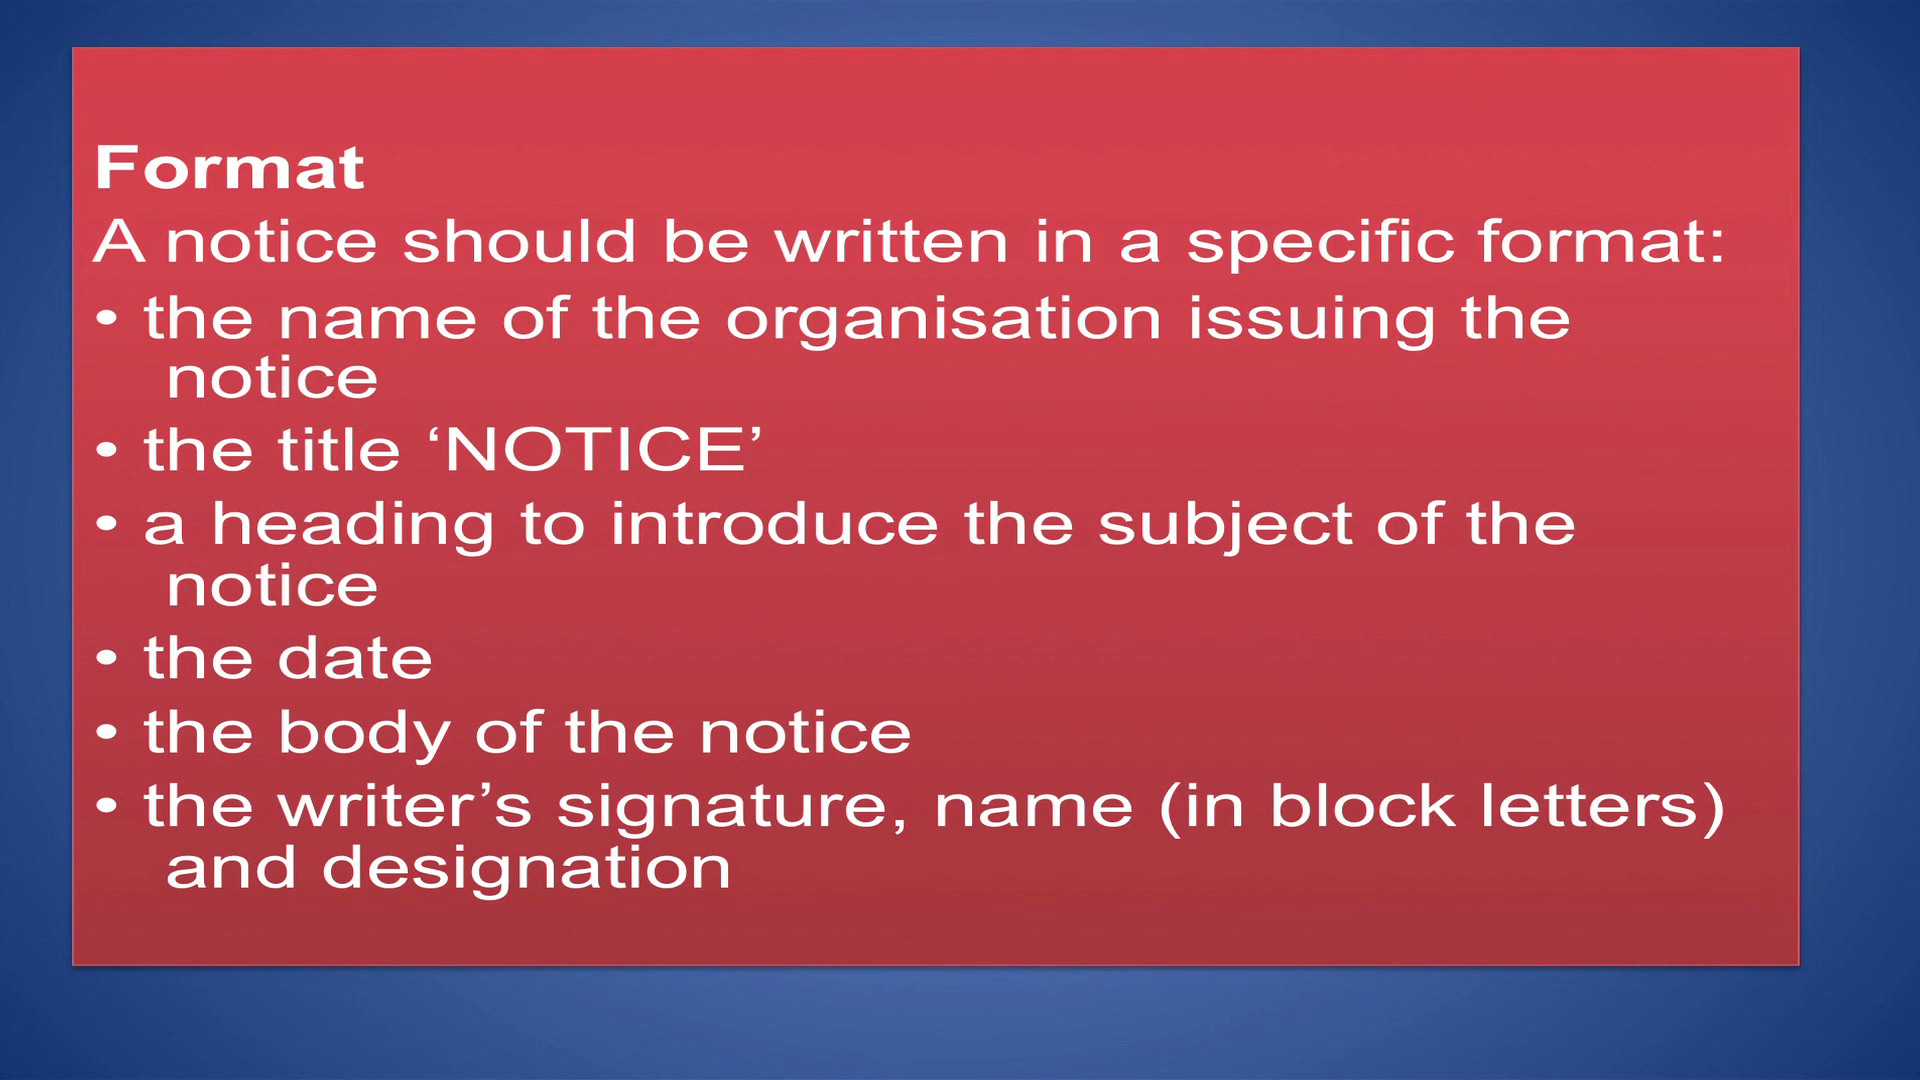 Format
A notice should be written in a specific format:
• the name of the organisation issuing the
notice
• the title ‘NOTICE’
• a heading to introduce the subject of the
notice
• the date
• the body of the notice
• the writer’s signature, name (in block letters)
and designation